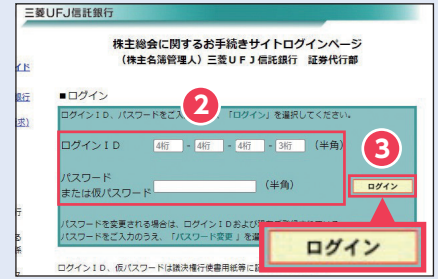 三菱UFJ信託銀行
株主総会に関するお手続きサイトログインページ
（株主名簿管理人）三菱UFJ信託銀行 証券代行部
■ログイン
ログインID、パスワードをご入 「ログイン」を選択してください。
2
ログインID 4桁 - 4桁 - 4桁 - 3桁 （半角）
3
パスワード
または仮パスワード （半角）
ログイン
パスワードを変更される場合は、ログインIDおよび
パスワードをご入力のうえ、「パスワード変更」を選
ログイン
ログインID、仮パスワードは議決権行使書用紙等に